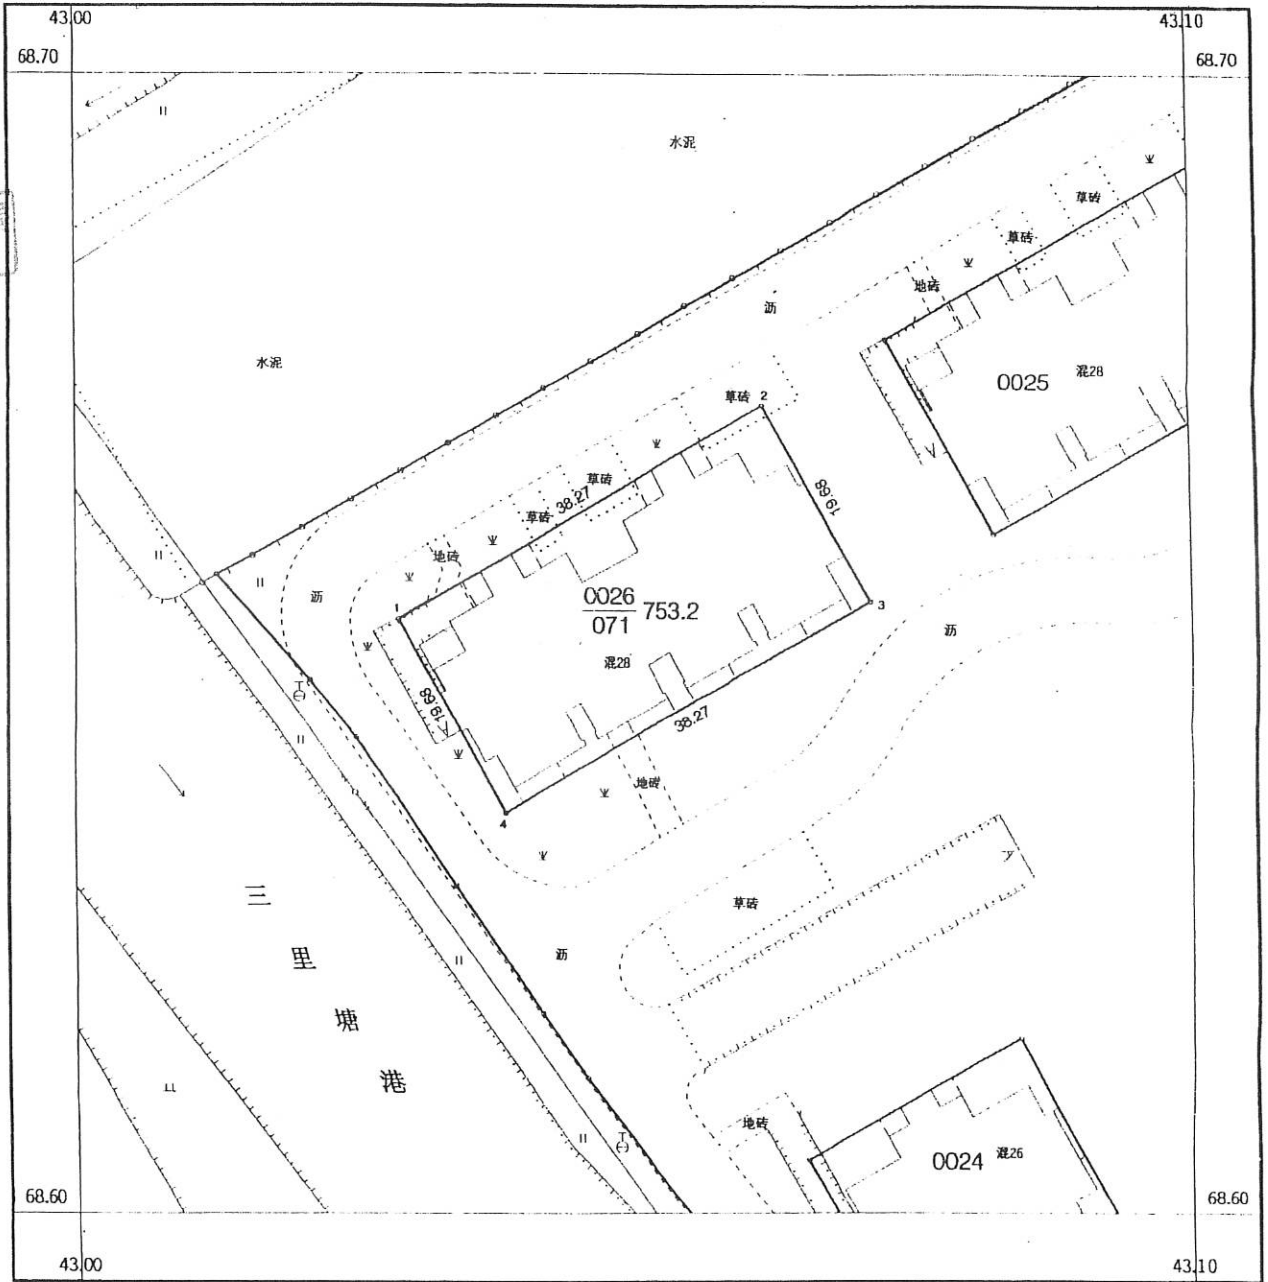 43.00
43.10
68.70
68.70
水泥
草砖
草砖
地砖
沥
水泥
0025
混28
草砖
2
草砖
38.27
草砖
19.68
地砖
沥
1
0026
071
753.2
3
混28
沥
19.68
38.27
地砖
4
三里塘港
草砖
沥
地砖
0024
混26
68.60
68.60
43.00
43.10